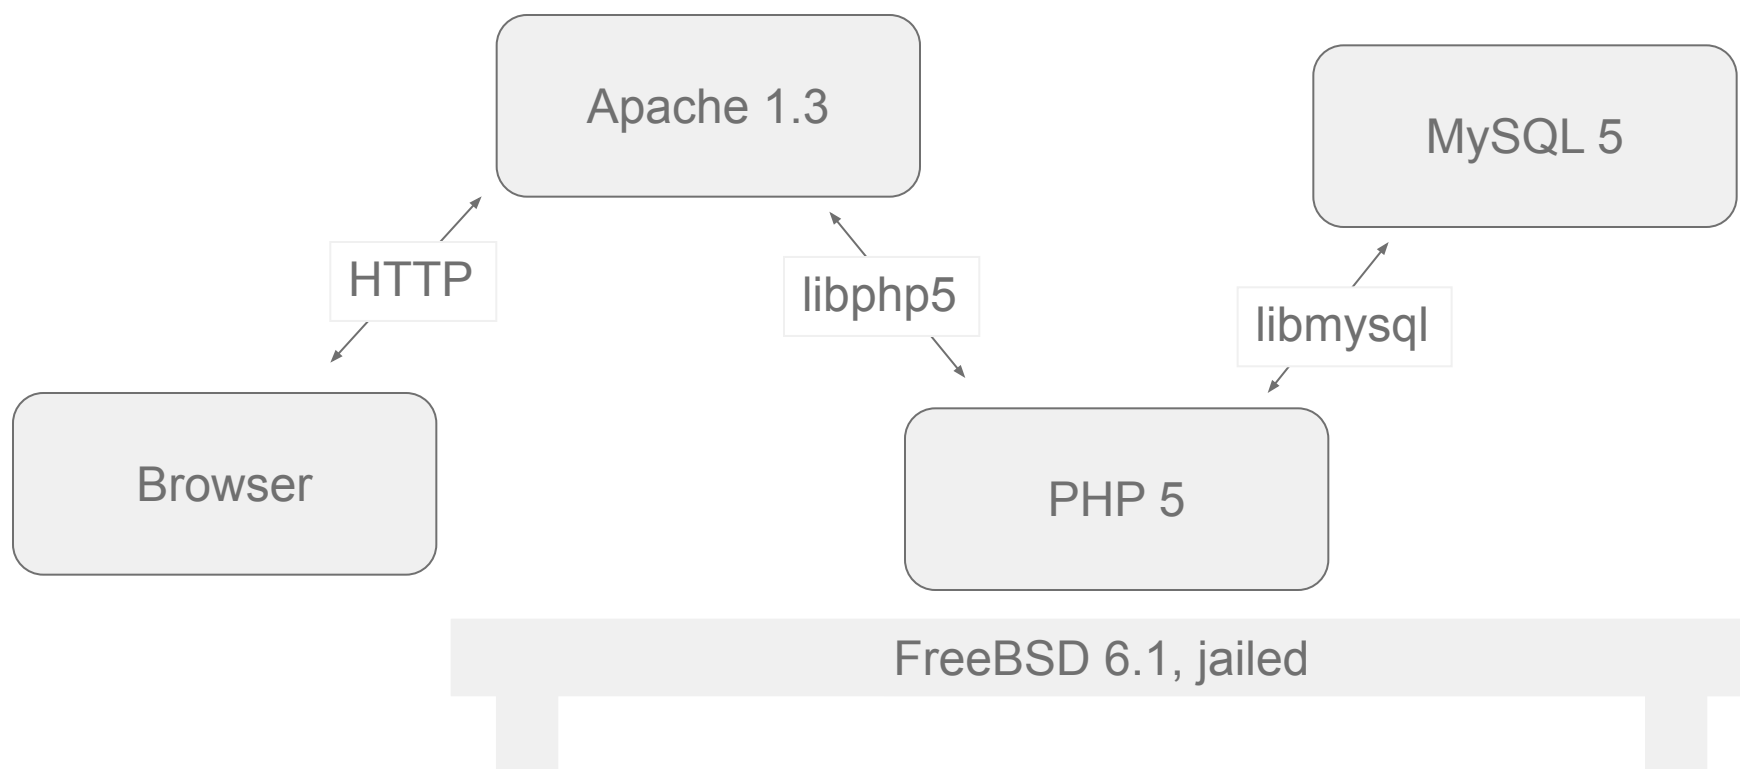 Apache 1.3
MySQL 5
HTTP
libphp5
libmysql
Browser
PHP 5
FreeBSD 6.1, jailed